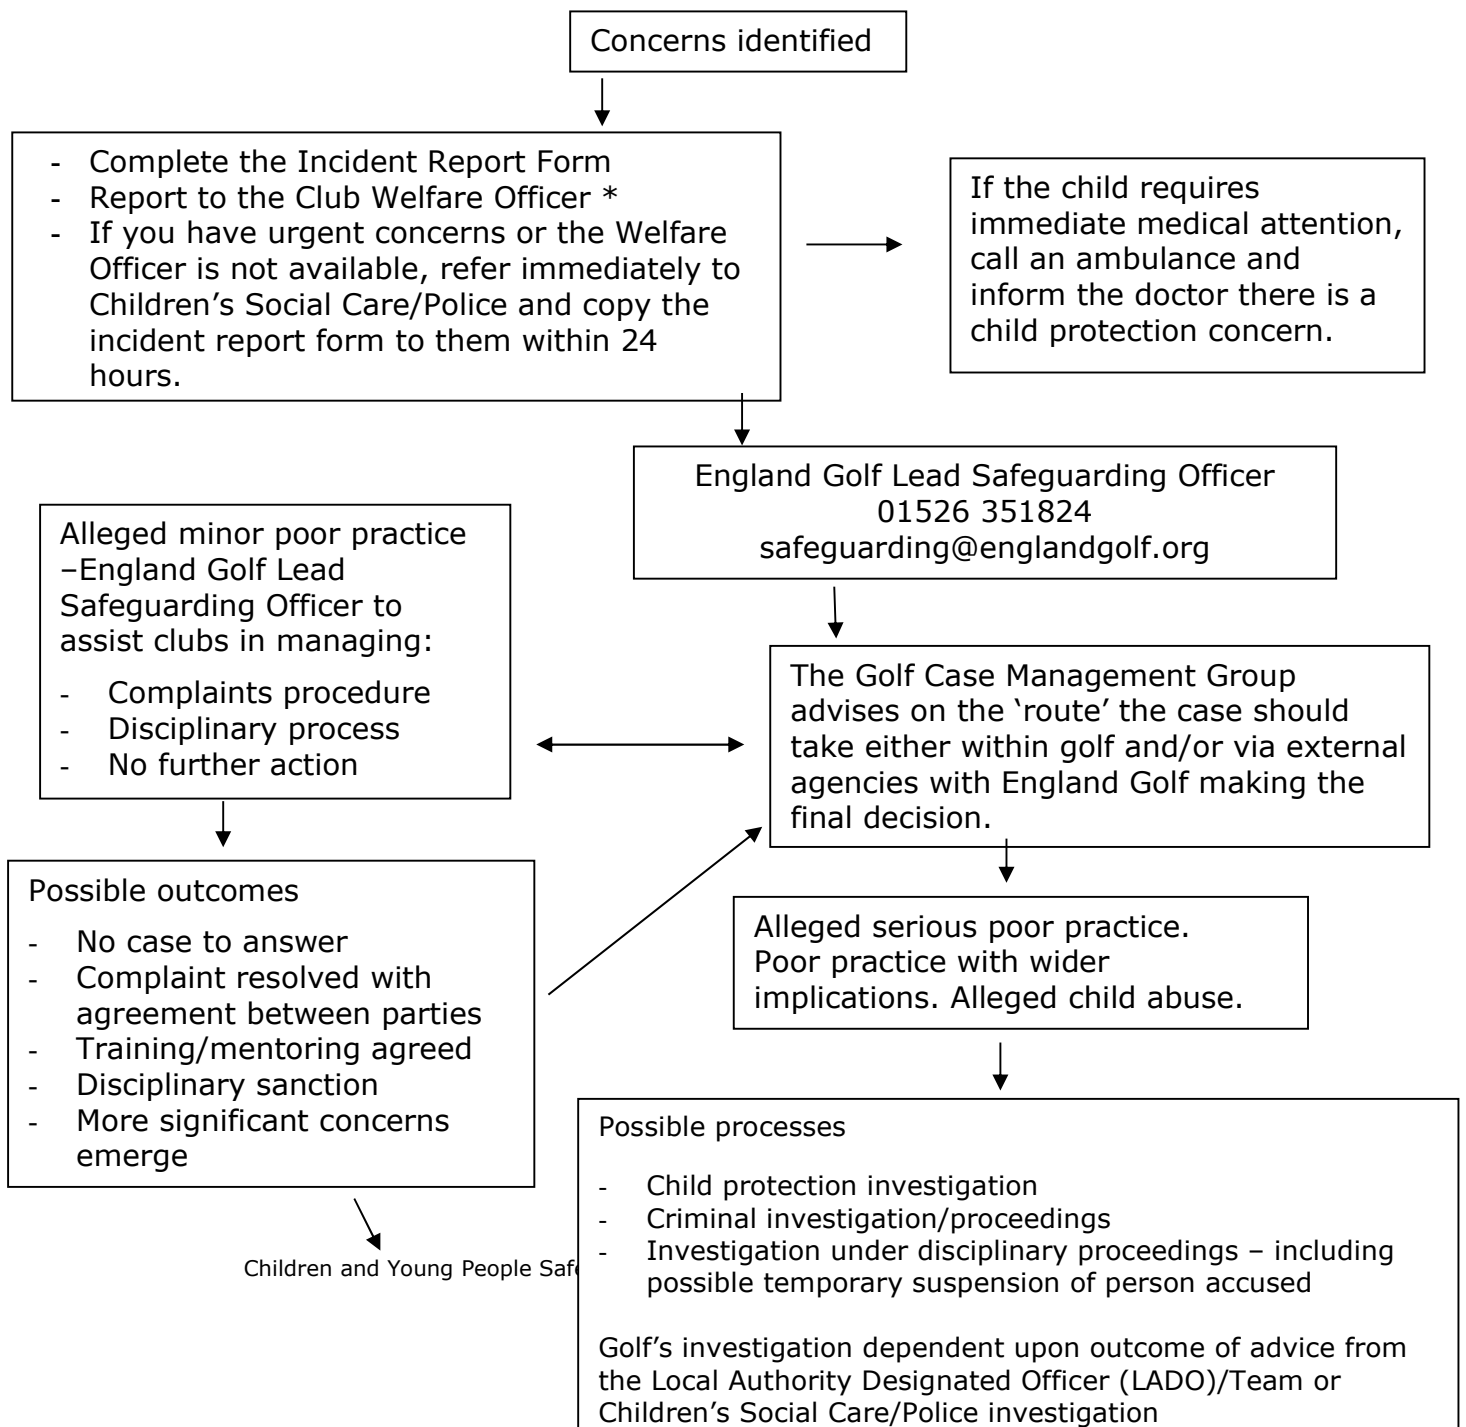 Concerns identified
- Complete the Incident Report Form
- Report to the Club Welfare Officer *
- If you have urgent concerns or the Welfare
Officer is not available, refer immediately to
Children’s Social Care/Police and copy the
incident report form to them within 24
hours.
If the child requires
immediate medical attention,
call an ambulance and
inform the doctor there is a
child protection concern.
England Golf Lead Safeguarding Officer
01526 351824
safeguarding@englandgolf.org
Alleged minor poor practice
–England Golf Lead
Safeguarding Officer to
assist clubs in managing:
- Complaints procedure
- Disciplinary process
- No further action
The Golf Case Management Group
advises on the ‘route’ the case should
take either within golf and/or via external
agencies with England Golf making the
final decision.
Possible outcomes
- No case to answer
- Complaint resolved with
agreement between parties
- Training/mentoring agreed
- Disciplinary sanction
- More significant concerns
emerge
Alleged serious poor practice.
Poor practice with wider
implications. Alleged child abuse.
Possible processes
- Child protection investigation
- Criminal investigation/proceedings
- Investigation under disciplinary proceedings – including
possible temporary suspension of person accused
Golf’s investigation dependent upon outcome of advice from
the Local Authority Designated Officer (LADO)/Team or
Children’s Social Care/Police investigation
Children and Young People